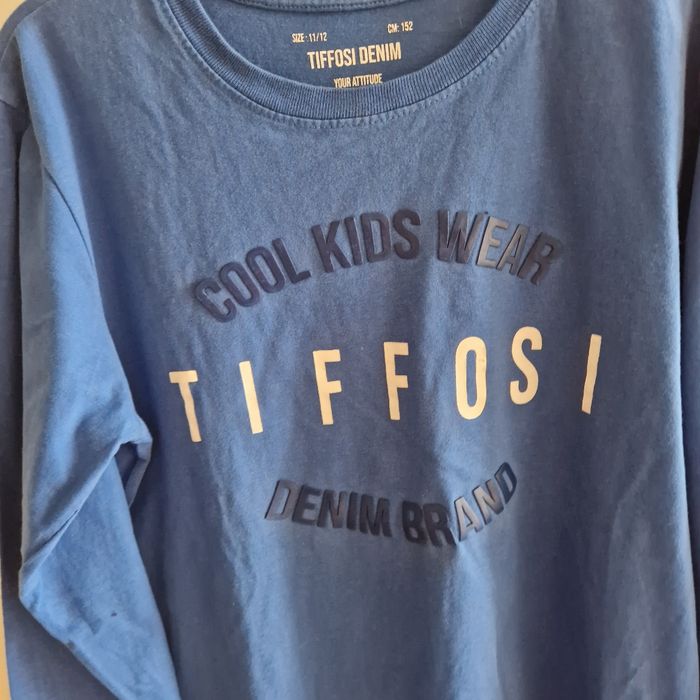 SIZE: 11/12 CM: 152
TIFFOSI DENIM
YOUR ATTITUDE
COOL KIDS WEAR
TIFFOSI
DENIM BRAND